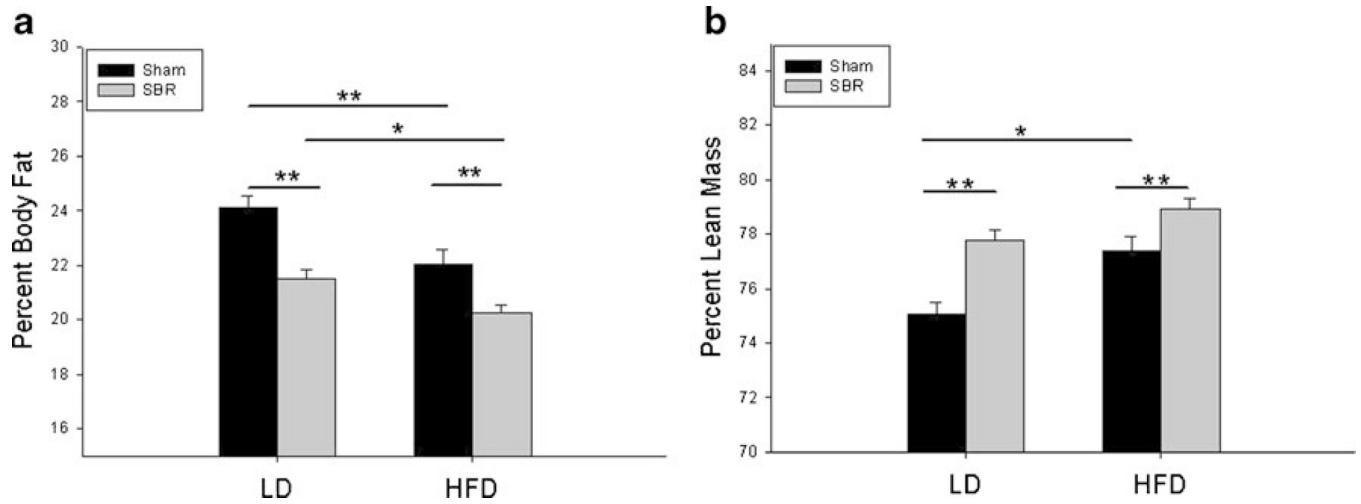 a
30
28
26
24
22
20
18
16
Percent Body Fat
Sham
SBR
**
*
**
**
LD
HFD
b
84
82
80
78
76
74
72
70
Percent Lean Mass
Sham
SBR
*
**
**
LD
HFD